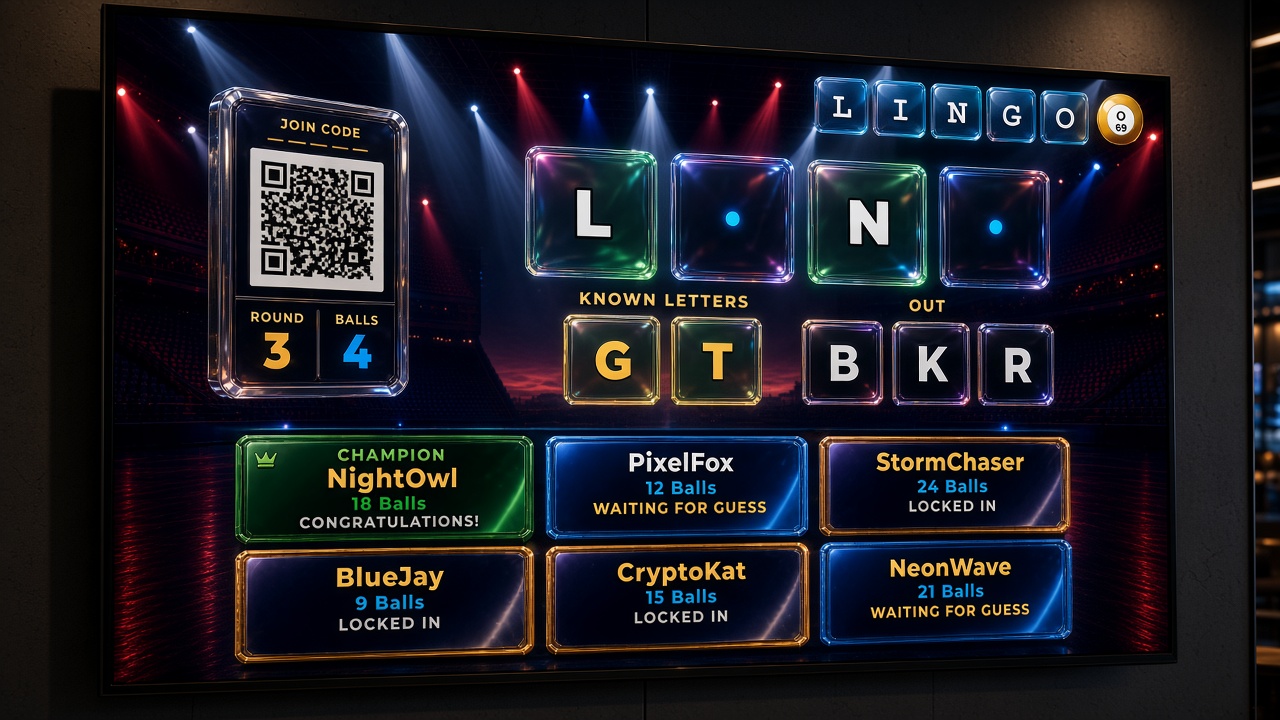 JOIN CODE
ROUND
3
BALLS
4
LINGO
O
69
L N
KNOWN LETTERS
G T
OUT
B K R
CHAMPION
NightOwl
18 Balls
CONGRATULATIONS!
PixelFox
12 Balls
WAITING FOR GUESS
StormChaser
24 Balls
LOCKED IN
BlueJay
9 Balls
LOCKED IN
CryptoKat
15 Balls
LOCKED IN
NeonWave
21 Balls
WAITING FOR GUESS